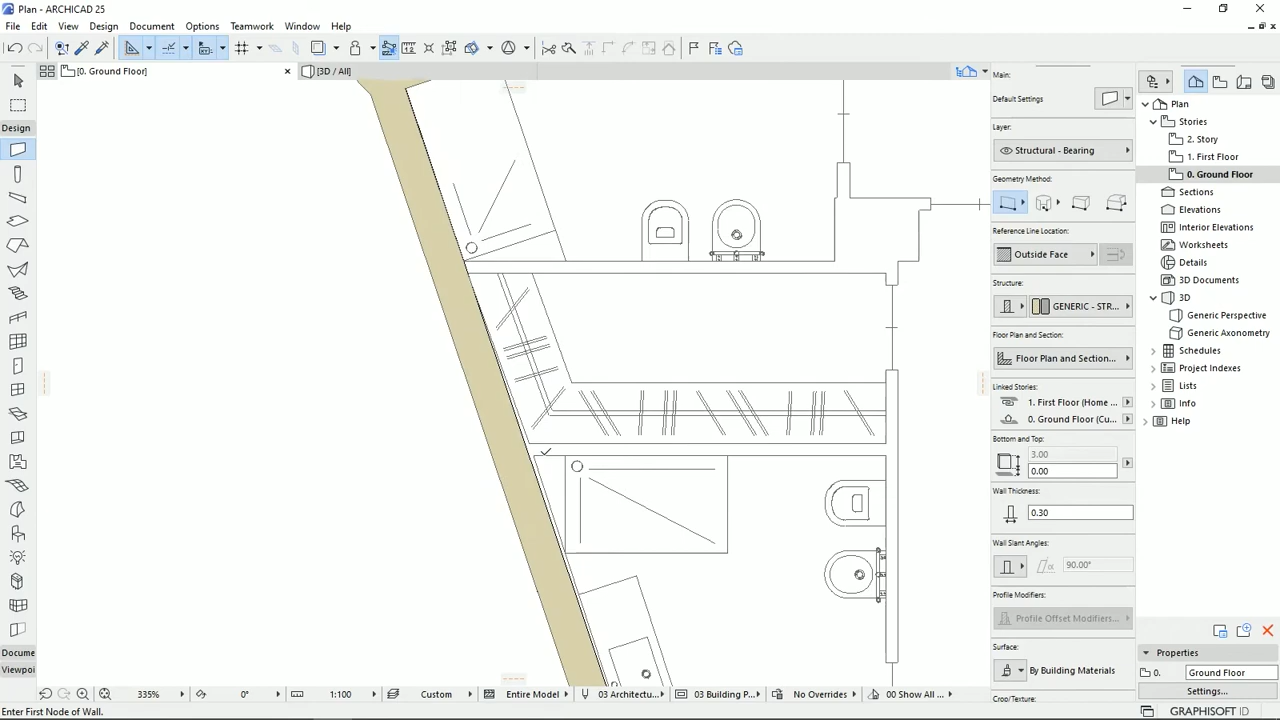 Plan - ARCHICAD 25
File Edit View Design Document Options Teamwork Window Help
[0. Ground Floor]
[3D / All]
Design
Docume
Viewpoi
Main:
Default Settings
Layer:
Structural - Bearing
Geometry Method:
Reference Line Location:
Outside Face
Structure:
GENERIC - STR...
Floor Plan and Section:
Floor Plan and Section...
Linked Stories:
1. First Floor (Home ...
0. Ground Floor (Cu...
Bottom and Top:
3.00
0.00
Wall Thickness:
0.30
Wall Slant Angles:
α 90.00°
Profile Modifiers:
Profile Offset Modifiers...
Surface:
By Building Materials
Crop/Texture:
Plan
Stories
2. Story
1. First Floor
0. Ground Floor
Sections
Elevations
Interior Elevations
Worksheets
Details
3D Documents
3D
Generic Perspective
Generic Axonometry
Schedules
Project Indexes
Lists
Info
Help
Properties
0. Ground Floor
Settings...
GRAPHISOFT ID
335% 0° 1:100 Custom Entire Model 03 Architectu... 03 Building P... No Overrides 00 Show All ...
Enter First Node of Wall.